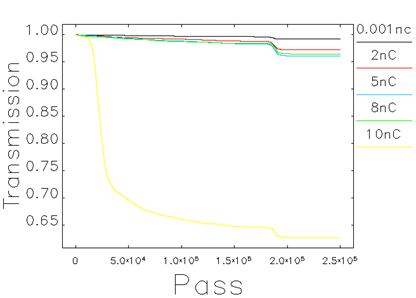 1.00
0.95
0.90
0.85
0.80
0.75
0.70
0.65
Transmission
0
5.0×10⁴
1.0×10⁵
1.5×10⁵
2.0×10⁵
2.5×10⁵
Pass
0.001nc
2nC
5nC
8nC
10nC